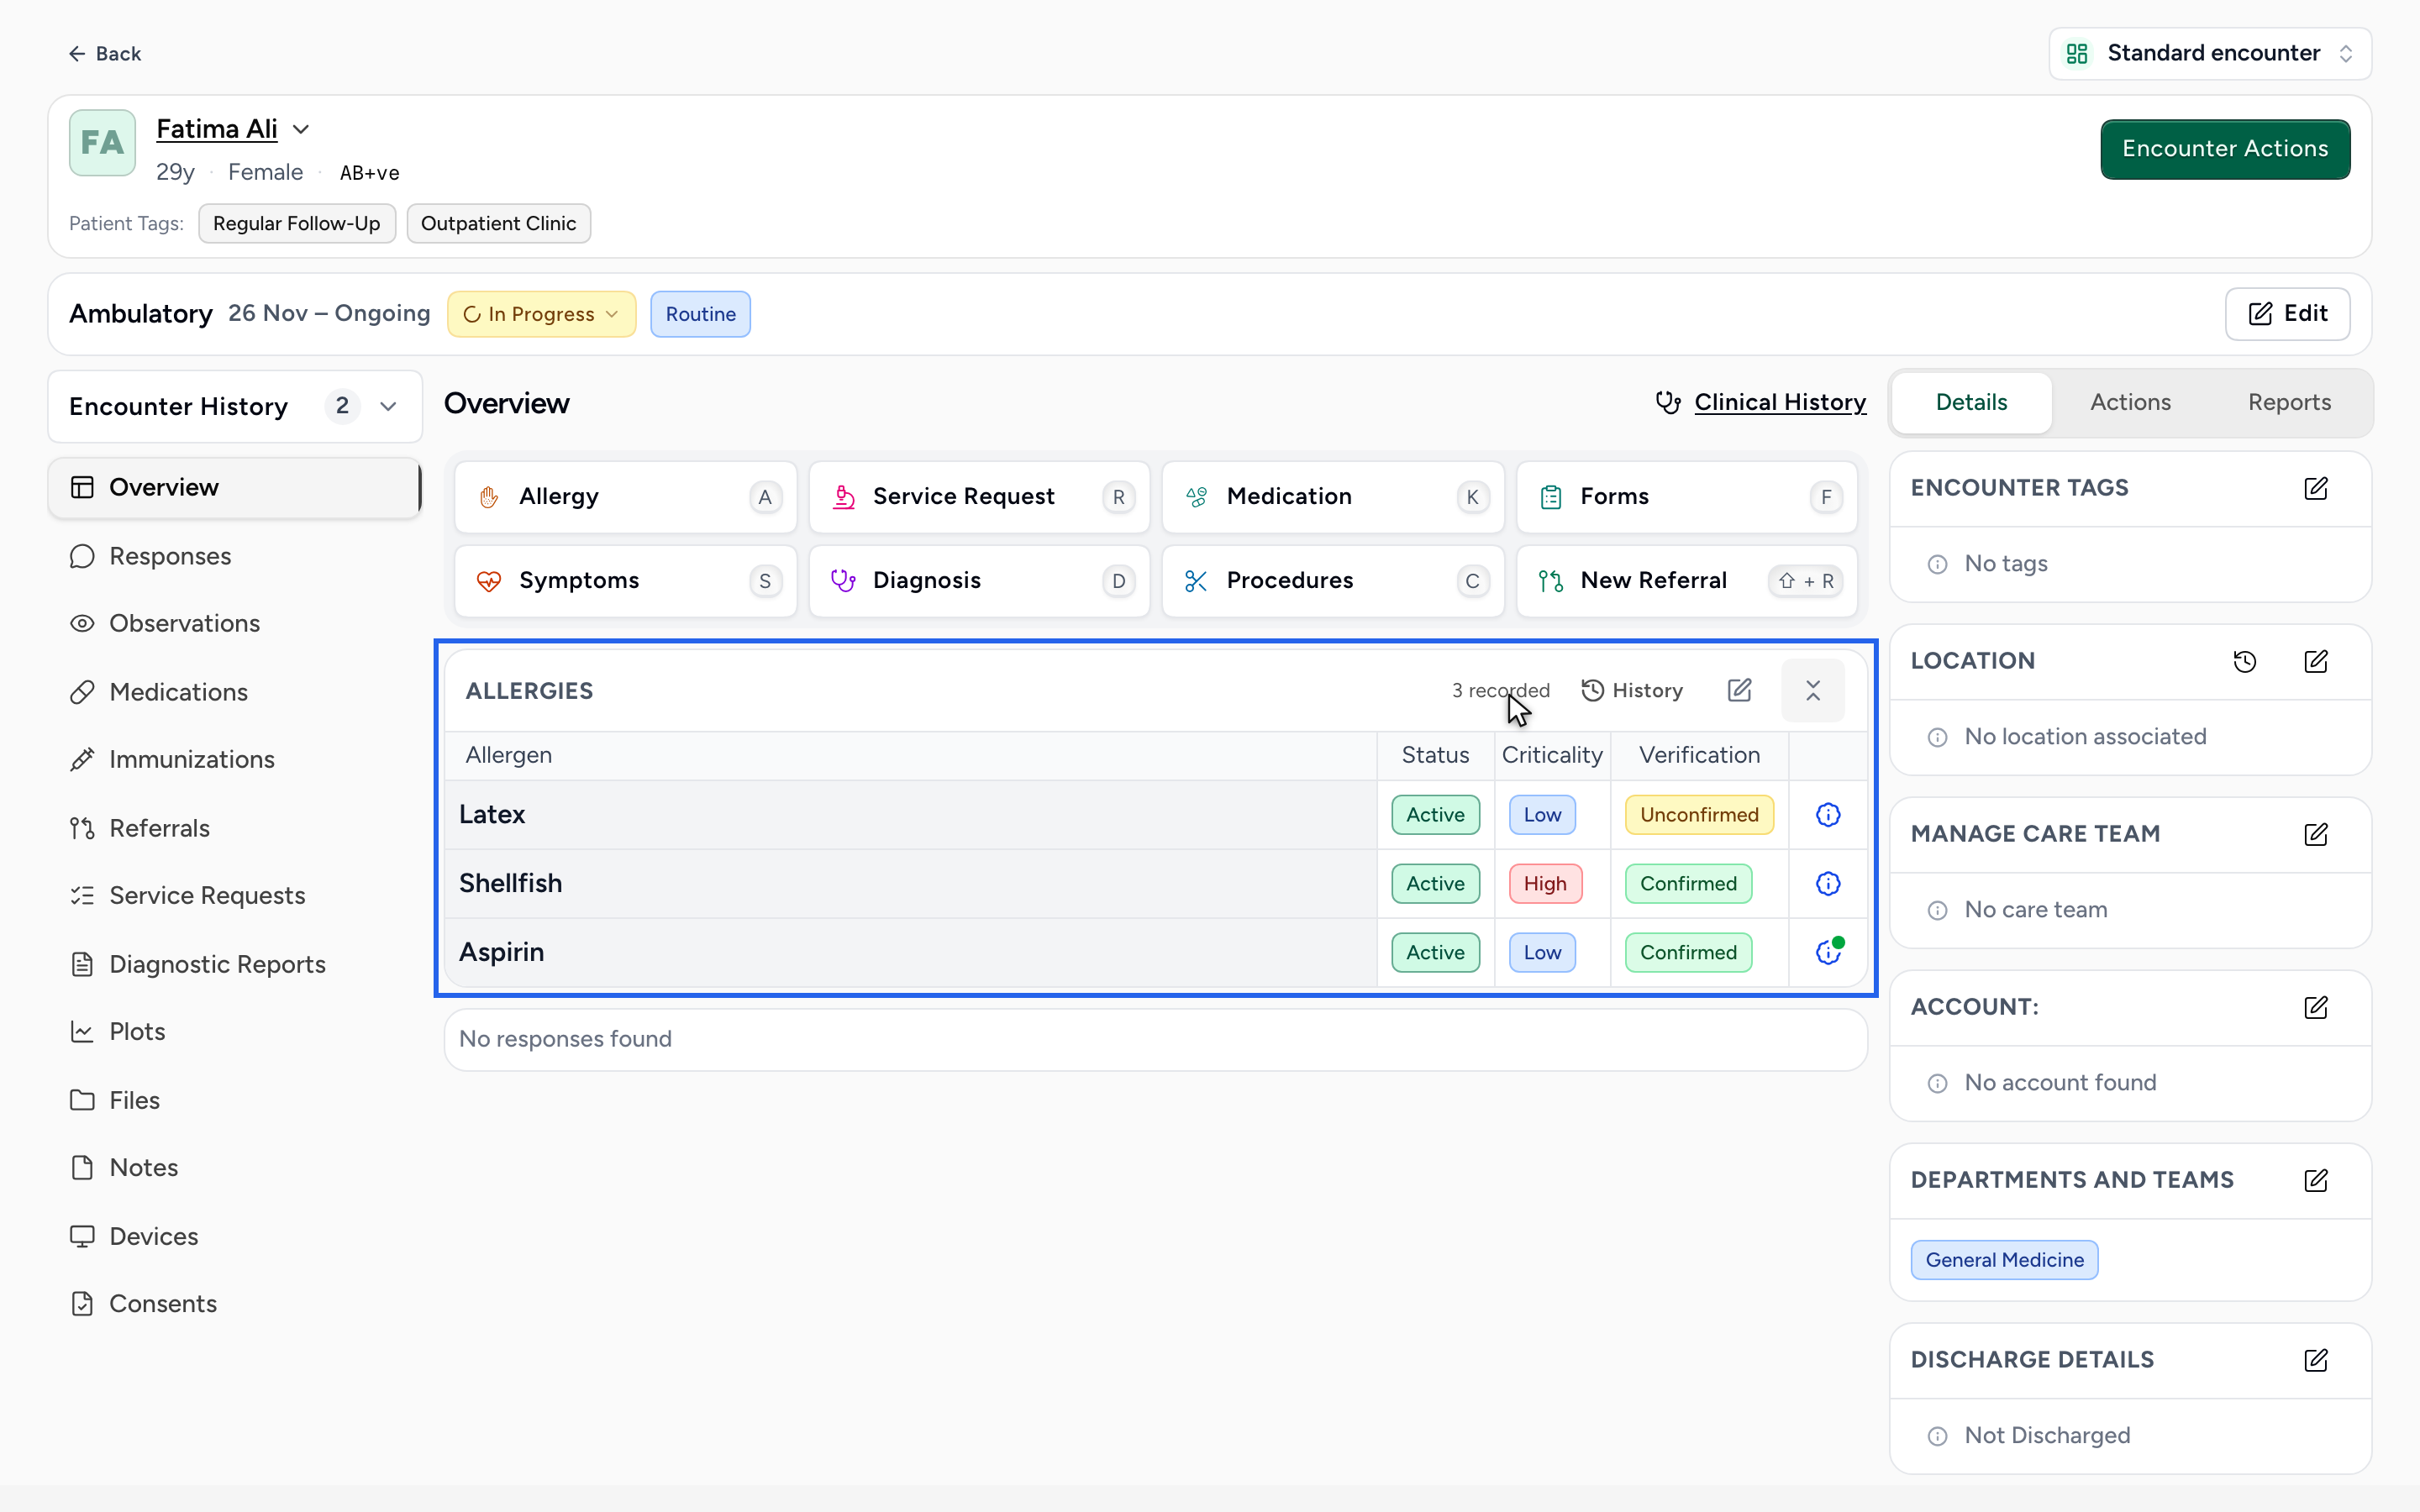 Back
Standard encounter
FA
Fatima Ali
29y · Female · AB+ve
Encounter Actions
Patient Tags: Regular Follow-Up Outpatient Clinic
Ambulatory 26 Nov – Ongoing In Progress Routine
Edit
Encounter History 2
Overview
Responses
Observations
Medications
Immunizations
Referrals
Service Requests
Diagnostic Reports
Plots
Files
Notes
Devices
Consents
Overview
Clinical History
Allergy A
Service Request R
Medication K
Forms F
Symptoms S
Diagnosis D
Procedures C
New Referral ⇧ + R
ALLERGIES
3 recorded
History
Allergen Status Criticality Verification
Latex Active Low Unconfirmed
Shellfish Active High Confirmed
Aspirin Active Low Confirmed
No responses found
Details Actions Reports
ENCOUNTER TAGS
No tags
LOCATION
No location associated
MANAGE CARE TEAM
No care team
ACCOUNT:
No account found
DEPARTMENTS AND TEAMS
General Medicine
DISCHARGE DETAILS
Not Discharged